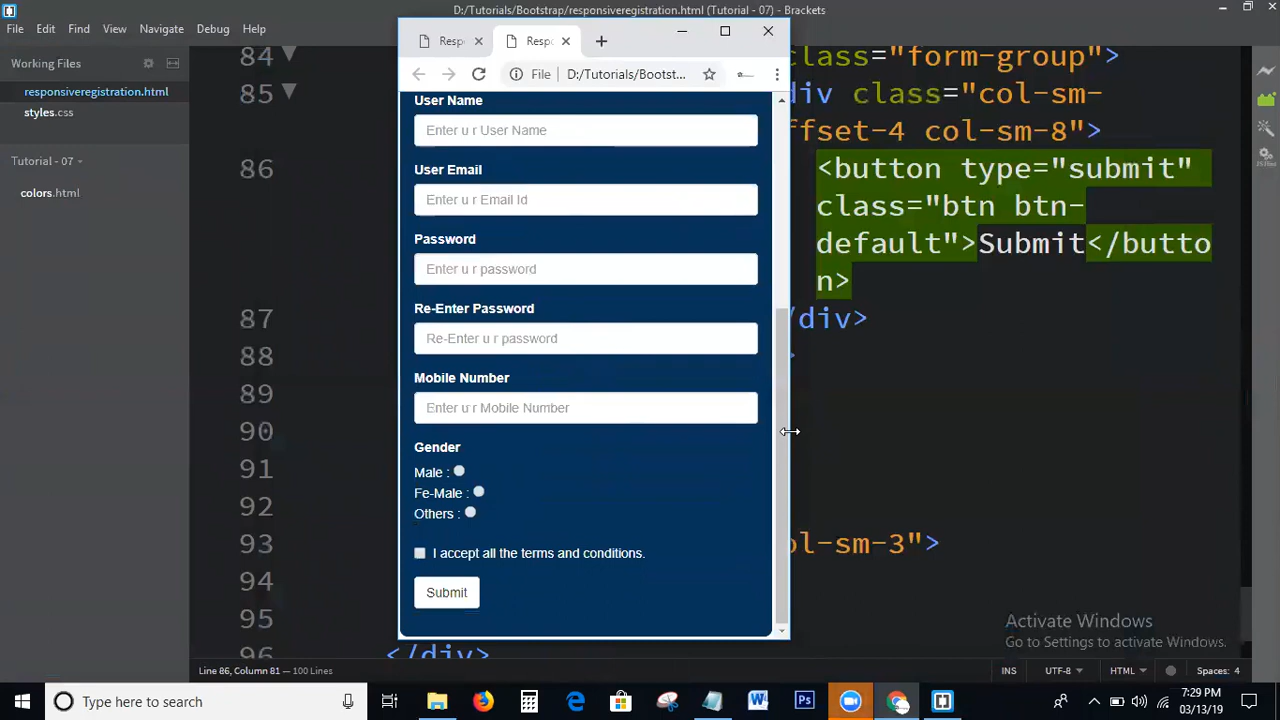 D:/Tutorials/Bootstrap/responsiveregistration.html (Tutorial - 07) - Brackets
File Edit Find View Navigate Debug Help
Working Files
responsiveregistration.html
styles.css
Tutorial - 07
colors.html
Respo
Respo
File D:/Tutorials/Bootst...
User Name
Enter u r User Name
User Email
Enter u r Email Id
Password
Enter u r password
Re-Enter Password
Re-Enter u r password
Mobile Number
Enter u r Mobile Number
Gender
Male :
Fe-Male :
Others :
I accept all the terms and conditions.
Submit
84 class="form-group">
85 div class="col-sm-
ffset-4 col-sm-8">
86 <button type="submit"
class="btn btn-
default">Submit</butto
n>
87 /div>
88 >
89
90
91
92
93 ol-sm-3">
94
95
96 </div>
Activate Windows
Go to Settings to activate Windows.
Line 86, Column 81 — 100 Lines
INS UTF-8 HTML Spaces: 4
Type here to search
7:29 PM
03/13/19